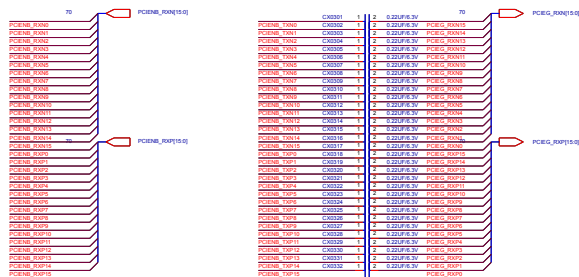 70 PCIENB_RXN[15:0] 70 PCIEG_RXN[15:0]
CX0301 1 2 0.22UF/6.3V
PCIENB_RXN0 PCIENB_TXN0 CX0302 1 2 0.22UF/6.3V PCIEG_RXN15
PCIENB_RXN1 PCIENB_TXN1 CX0303 1 2 0.22UF/6.3V PCIEG_RXN14
PCIENB_RXN2 PCIENB_TXN2 CX0304 1 2 0.22UF/6.3V PCIEG_RXN13
PCIENB_RXN3 PCIENB_TXN3 CX0305 1 2 0.22UF/6.3V PCIEG_RXN12
PCIENB_RXN4 PCIENB_TXN4 CX0306 1 2 0.22UF/6.3V PCIEG_RXN11
PCIENB_RXN5 PCIENB_TXN5 CX0307 1 2 0.22UF/6.3V PCIEG_RXN10
PCIENB_RXN6 PCIENB_TXN6 CX0308 1 2 0.22UF/6.3V PCIEG_RXN9
PCIENB_RXN7 PCIENB_TXN7 CX0309 1 2 0.22UF/6.3V PCIEG_RXN8
PCIENB_RXN8 PCIENB_TXN8 CX0310 1 2 0.22UF/6.3V PCIEG_RXN7
PCIENB_RXN9 PCIENB_TXN9 CX0311 1 2 0.22UF/6.3V PCIEG_RXN6
PCIENB_RXN10 PCIENB_TXN10 CX0312 1 2 0.22UF/6.3V PCIEG_RXN5
PCIENB_RXN11 PCIENB_TXN11 CX0313 1 2 0.22UF/6.3V PCIEG_RXN4
PCIENB_RXN12 PCIENB_TXN12 CX0314 1 2 0.22UF/6.3V PCIEG_RXN3
PCIENB_RXN13 PCIENB_TXN13 CX0315 1 2 0.22UF/6.3V PCIEG_RXN2
PCIENB_RXN14 PCIENB_TXN14 CX0316 1 2 0.22UF/6.3V PCIEG_RXN1
70 PCIENB_RXP[15:0] 70 PCIEG_RXP[15:0]
PCIENB_RXN15 PCIENB_TXN15 CX0317 1 2 0.22UF/6.3V PCIEG_RXN0
PCIENB_RXP0 PCIENB_TXP0 CX0318 1 2 0.22UF/6.3V PCIEG_RXP15
PCIENB_RXP1 PCIENB_TXP1 CX0319 1 2 0.22UF/6.3V PCIEG_RXP14
PCIENB_RXP2 PCIENB_TXP2 CX0320 1 2 0.22UF/6.3V PCIEG_RXP13
PCIENB_RXP3 PCIENB_TXP3 CX0321 1 2 0.22UF/6.3V PCIEG_RXP12
PCIENB_RXP4 PCIENB_TXP4 CX0322 1 2 0.22UF/6.3V PCIEG_RXP11
PCIENB_RXP5 PCIENB_TXP5 CX0323 1 2 0.22UF/6.3V PCIEG_RXP10
PCIENB_RXP6 PCIENB_TXP6 CX0324 1 2 0.22UF/6.3V PCIEG_RXP9
PCIENB_RXP7 PCIENB_TXP7 CX0325 1 2 0.22UF/6.3V PCIEG_RXP8
PCIENB_RXP8 PCIENB_TXP8 CX0326 1 2 0.22UF/6.3V PCIEG_RXP7
PCIENB_RXP9 PCIENB_TXP9 CX0327 1 2 0.22UF/6.3V PCIEG_RXP6
PCIENB_RXP10 PCIENB_TXP10 CX0328 1 2 0.22UF/6.3V PCIEG_RXP5
PCIENB_RXP11 PCIENB_TXP11 CX0329 1 2 0.22UF/6.3V PCIEG_RXP4
PCIENB_RXP12 PCIENB_TXP12 CX0330 1 2 0.22UF/6.3V PCIEG_RXP3
PCIENB_RXP13 PCIENB_TXP13 CX0331 1 2 0.22UF/6.3V PCIEG_RXP2
PCIENB_RXP14 PCIENB_TXP14 CX0332 1 2 0.22UF/6.3V PCIEG_RXP1
PCIENB_RXP15 PCIENB_TXP15 PCIEG_RXP0